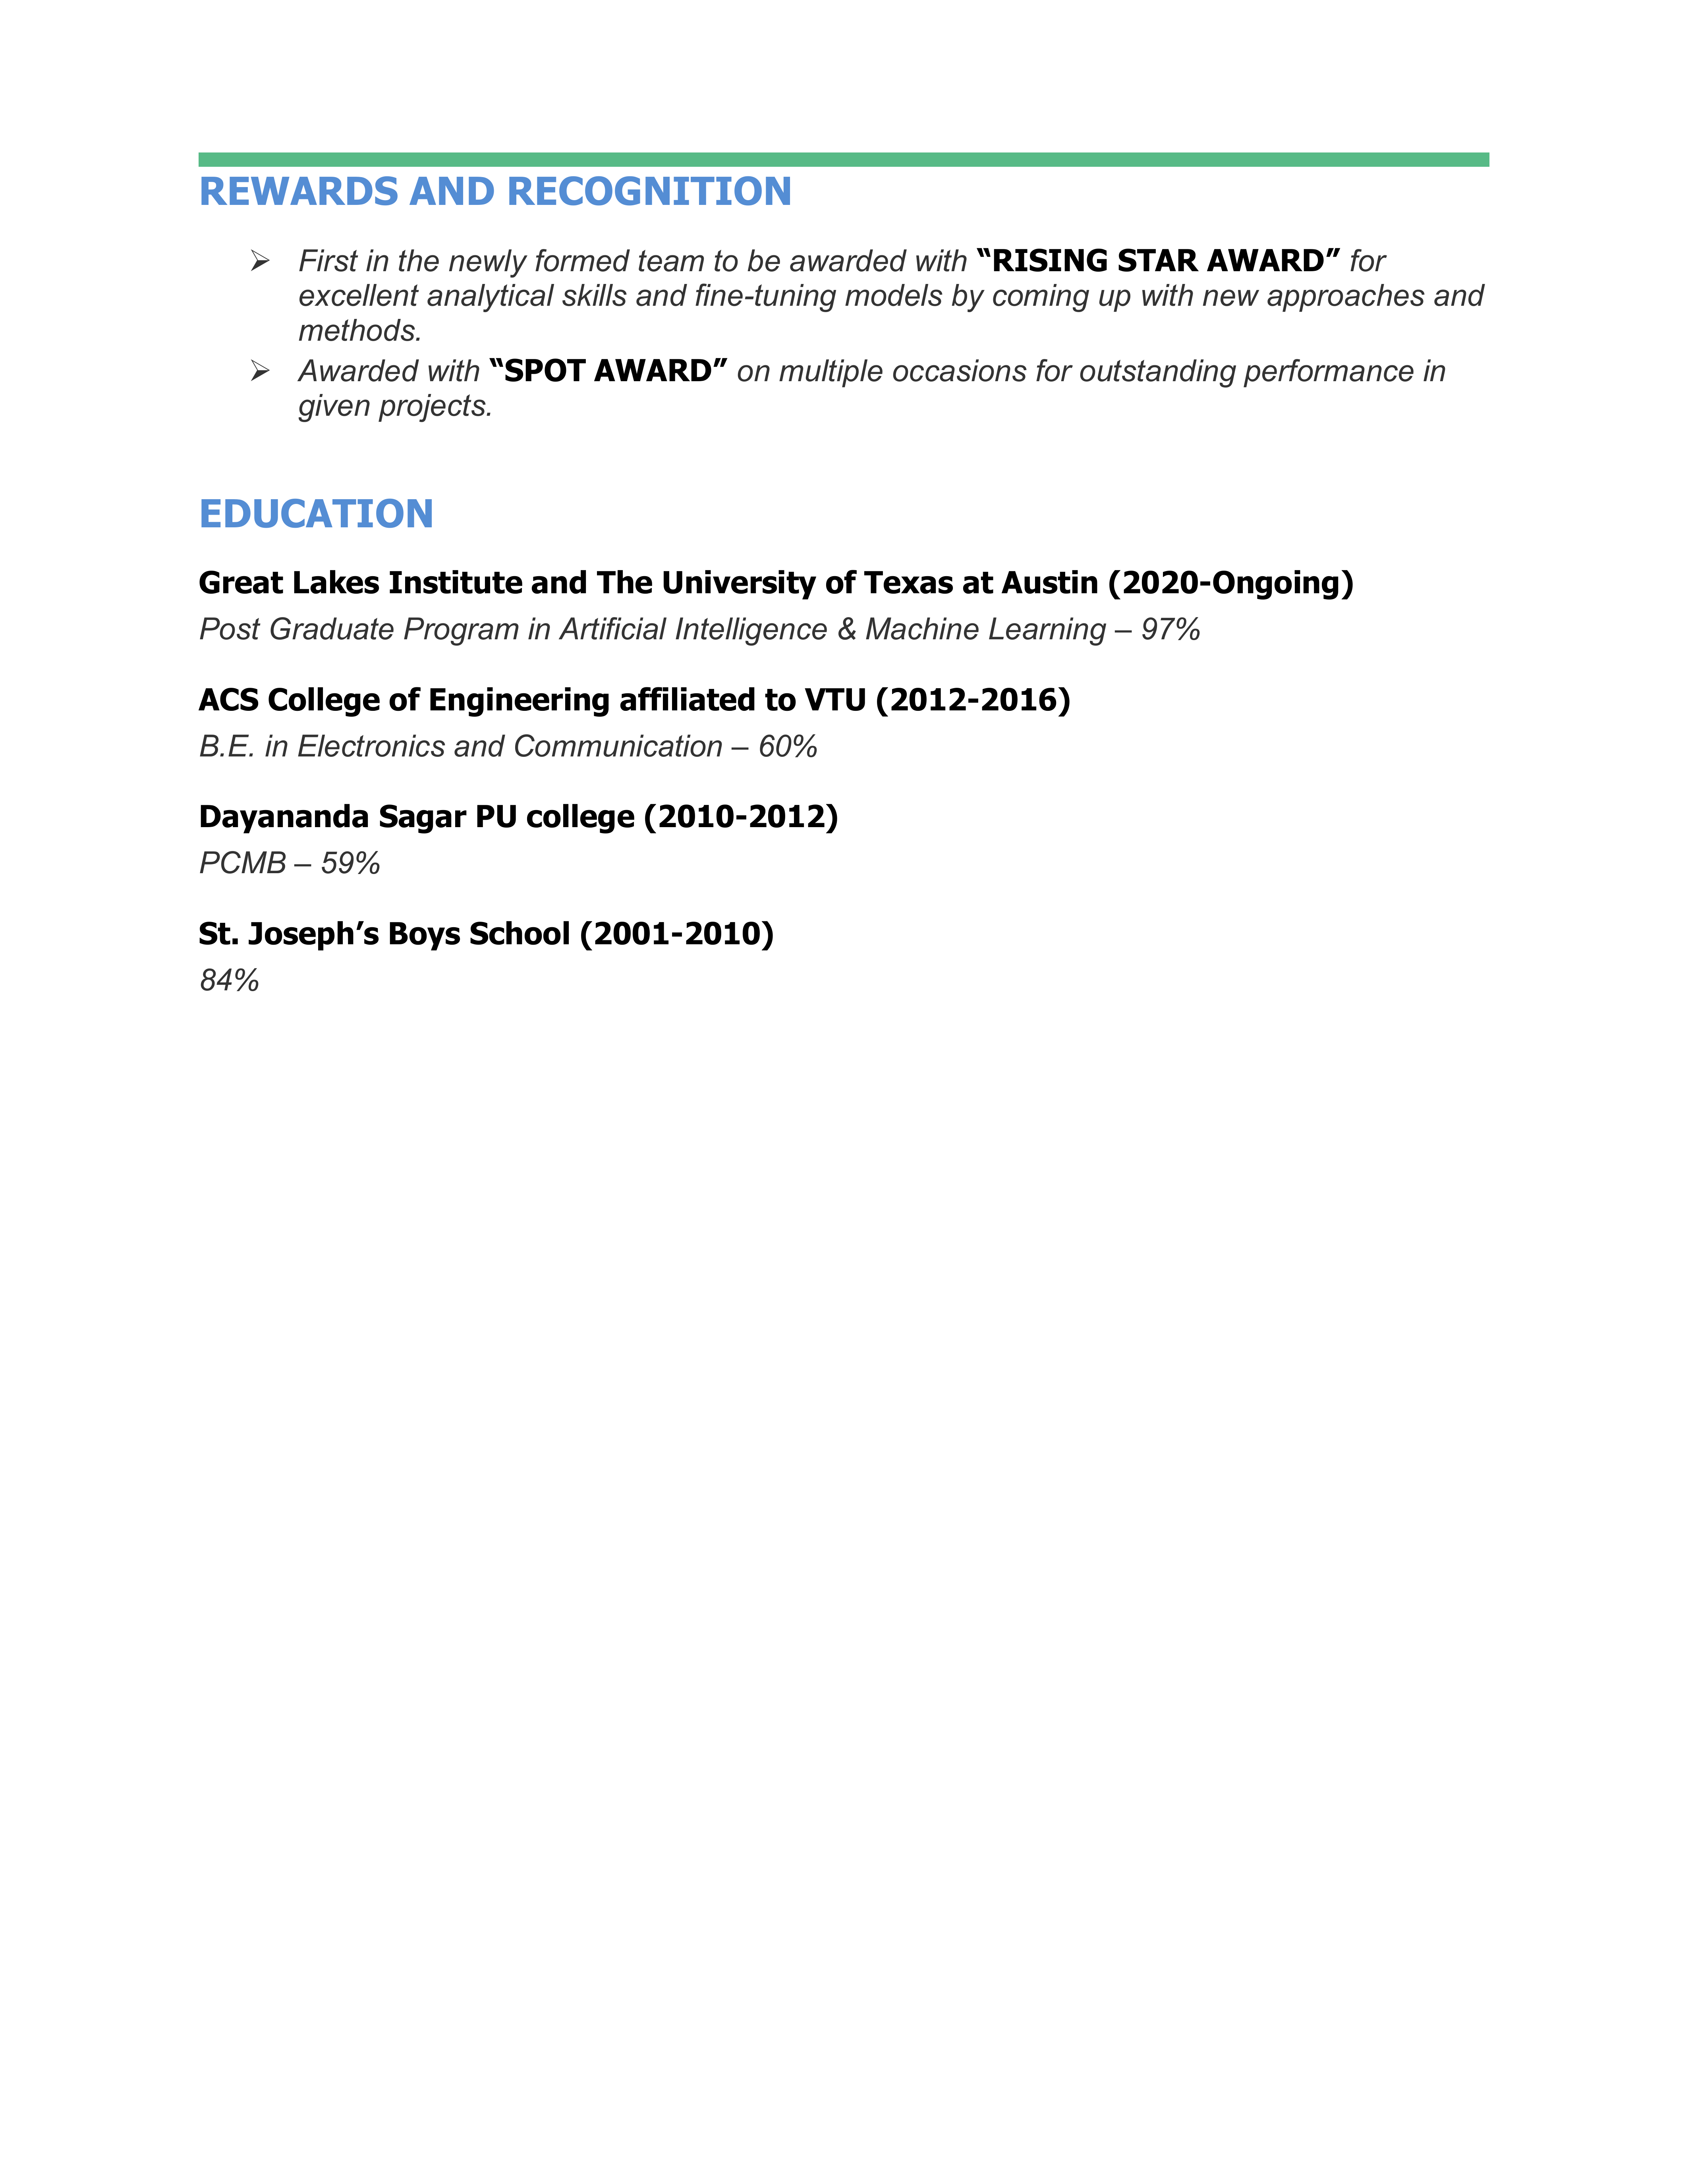 REWARDS AND RECOGNITION
➢ First in the newly formed team to be awarded with “RISING STAR AWARD” for
excellent analytical skills and fine-tuning models by coming up with new approaches and
methods.
➢ Awarded with “SPOT AWARD” on multiple occasions for outstanding performance in
given projects.
EDUCATION
Great Lakes Institute and The University of Texas at Austin (2020-Ongoing)
Post Graduate Program in Artificial Intelligence & Machine Learning – 97%
ACS College of Engineering affiliated to VTU (2012-2016)
B.E. in Electronics and Communication – 60%
Dayananda Sagar PU college (2010-2012)
PCMB – 59%
St. Joseph’s Boys School (2001-2010)
84%